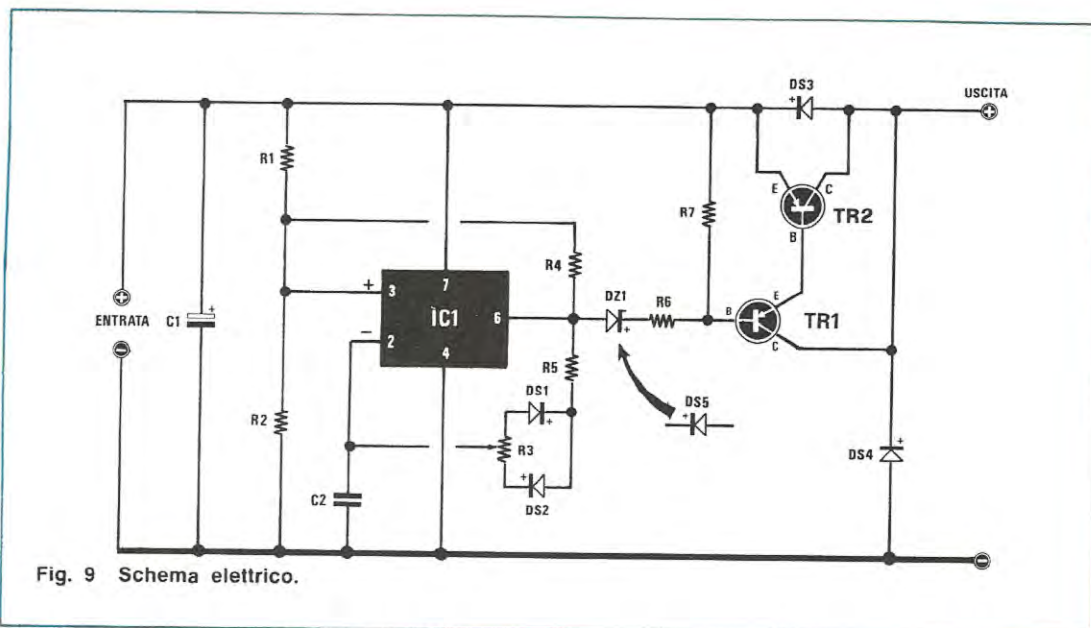 DS3
USCITA
R1
E
C
TR2
B
R7
R4
ENTRATA
C1
+
+
3
7
IC1
6
DZ1
R6
B
E
TR1
C
−
2
4
R5
DS1
DS5
R2
R3
DS4
C2
DS2
Fig. 9 Schema elettrico.